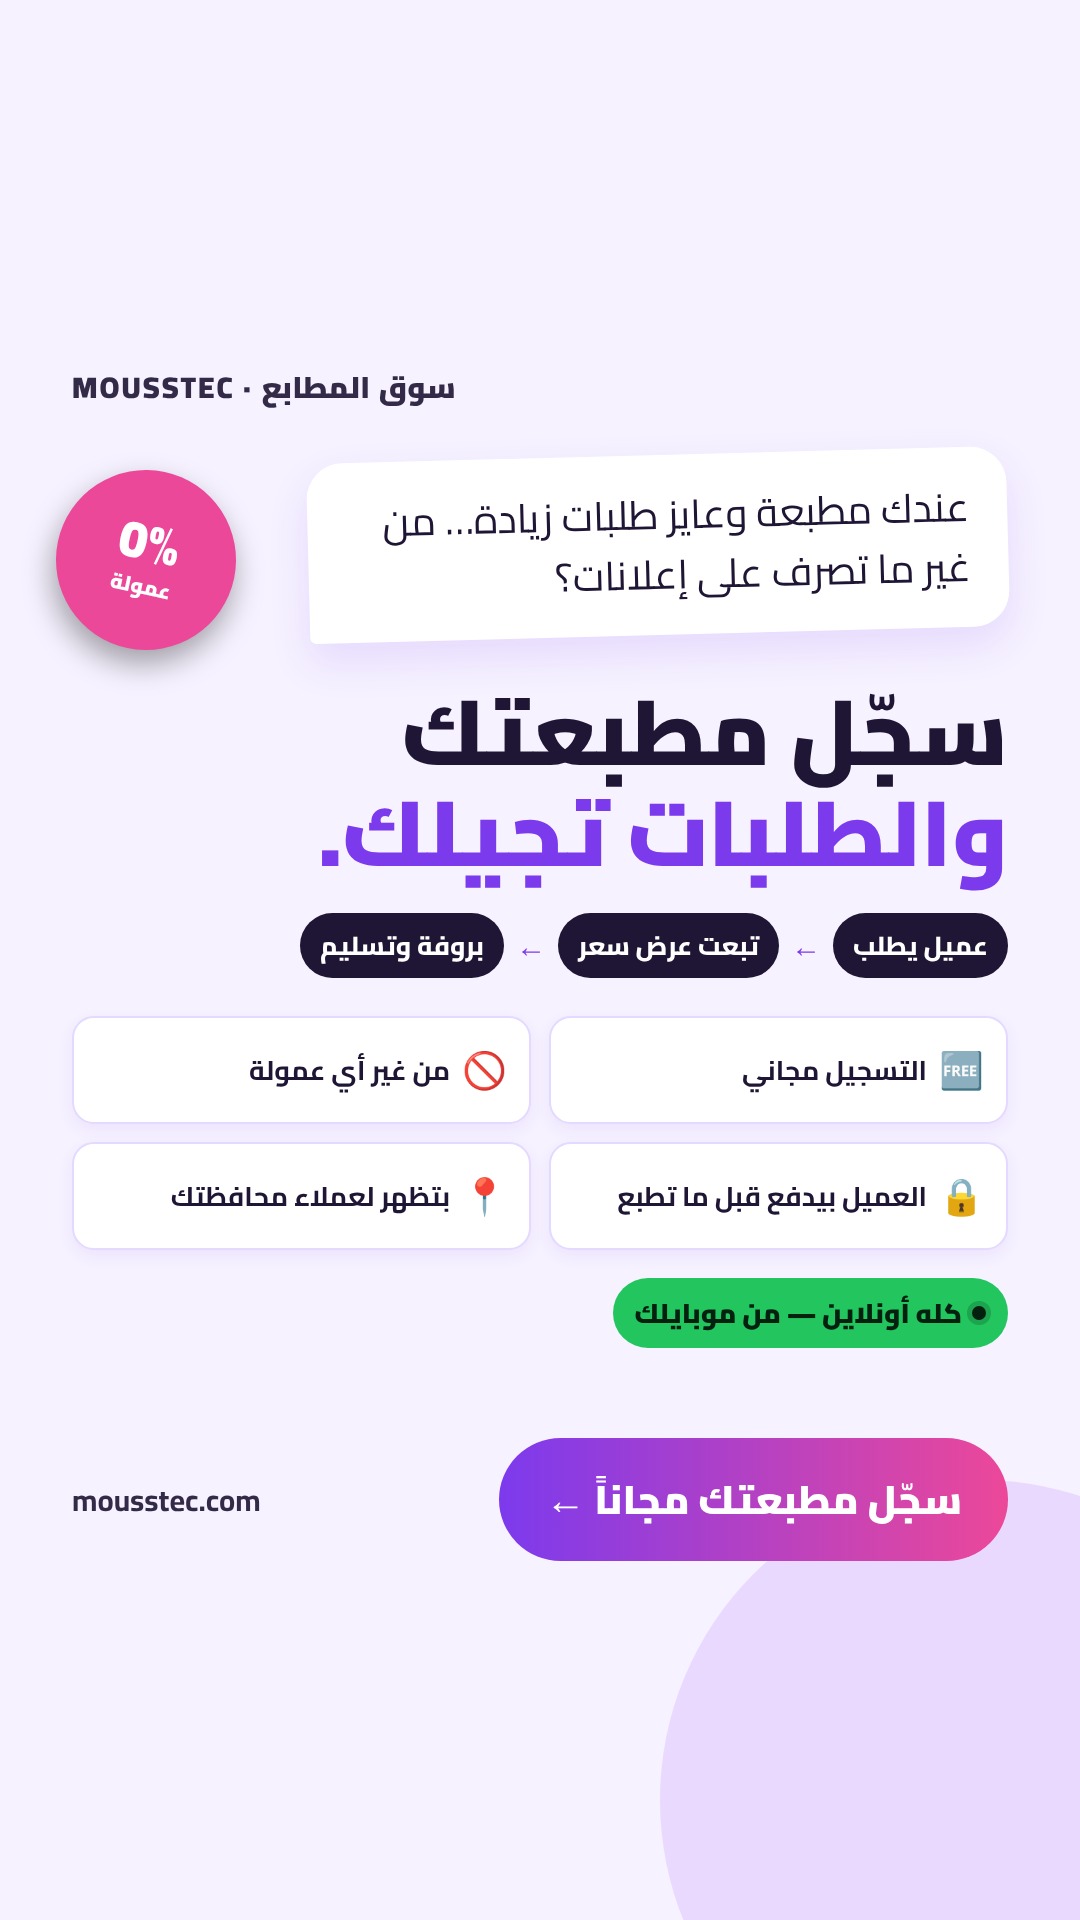 سوق المطابع · MOUSSTEC
عندك مطبعة وعايز طلبات زيادة... من
غير ما تصرف على إعلانات؟
0%
عمولة
سجّل مطبعتك
والطلبات تجيلك.
عميل يطلب ← تبعت عرض سعر ← بروفة وتسليم
🆓 التسجيل مجاني
🚫 من غير أي عمولة
🔒 العميل بيدفع قبل ما تطبع
📍 بتظهر لعملاء محافظتك
كله أونلاين — من موبايلك
سجّل مطبعتك مجاناً ←
mousstec.com